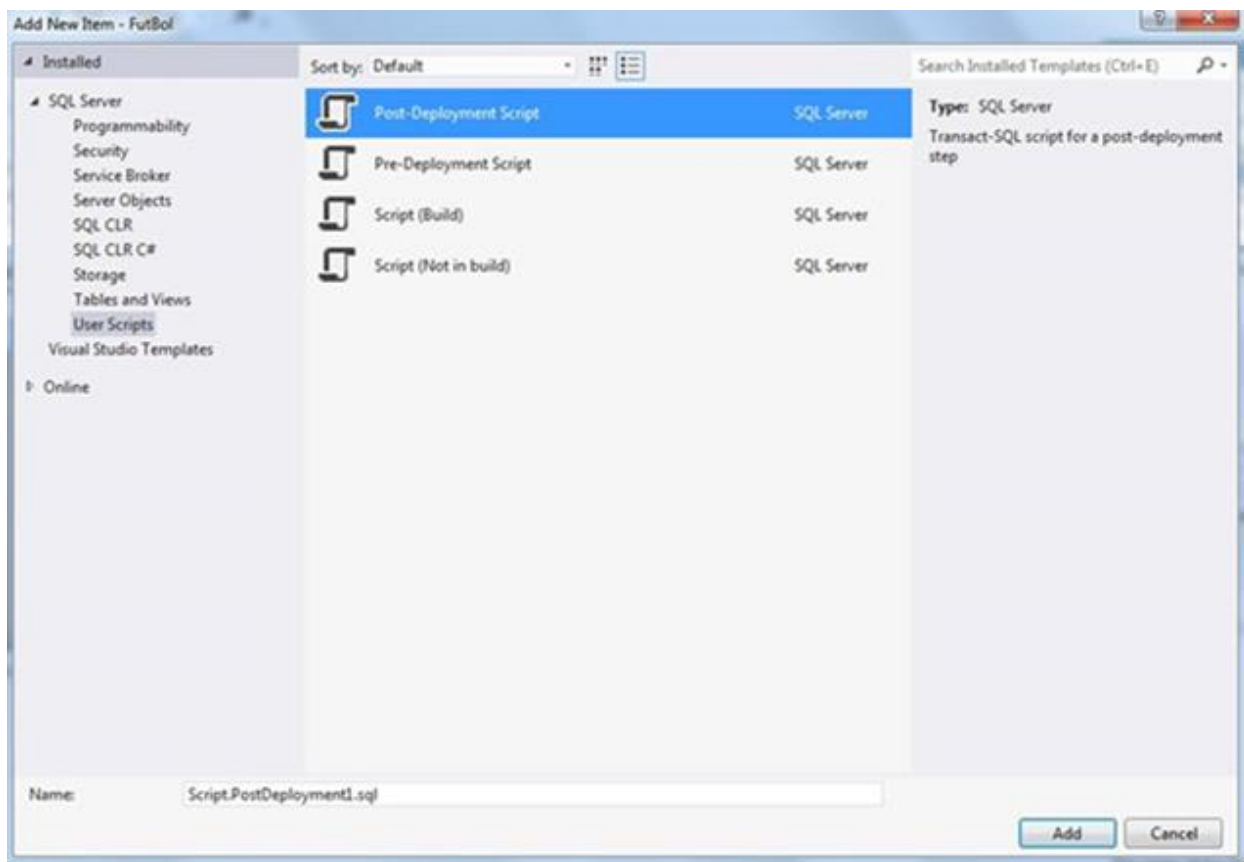 Add New Item - FutBol
Installed
Sort by: Default
Search Installed Templates (Ctrl+E)
SQL Server
Programmability
Security
Service Broker
Server Objects
SQL CLR
SQL CLR C#
Storage
Tables and Views
User Scripts
Visual Studio Templates
Online
Post-Deployment Script SQL Server
Pre-Deployment Script SQL Server
Script (Build) SQL Server
Script (Not in build) SQL Server
Type: SQL Server
Transact-SQL script for a post-deployment
step
Name: Script.PostDeployment1.sql
Add Cancel